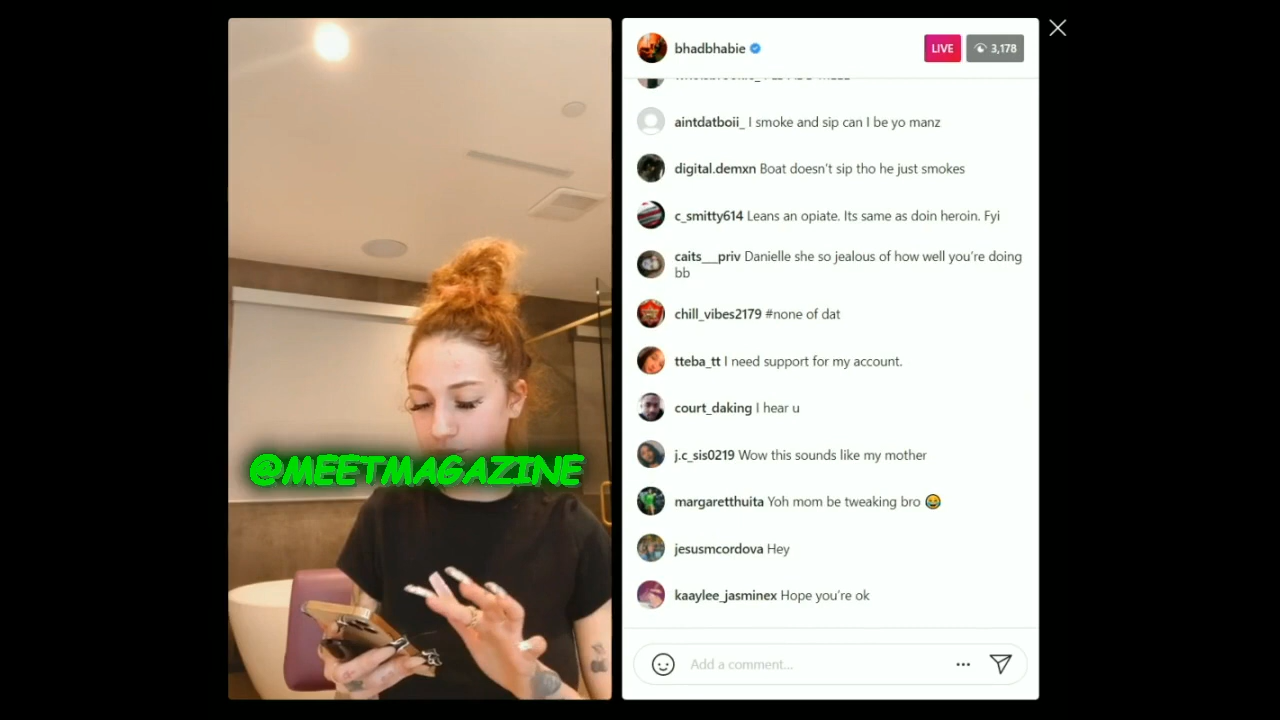 bhadbhabie
LIVE
3,178
aintdatboii_ I smoke and sip can I be yo manz
digital.demxn Boat doesn't sip tho he just smokes
c_smitty614 Leans an opiate. Its same as doin heroin. Fyi
caits___priv Danielle she so jealous of how well you're doing
bb
chill_vibes2179 #none of dat
tteba_tt I need support for my account.
court_daking I hear u
j.c_sis0219 Wow this sounds like my mother
margaretthuita Yoh mom be tweaking bro 😂
jesusmcordova Hey
kaaylee_jasminex Hope you're ok
Add a comment...
@MEETMAGAZINE